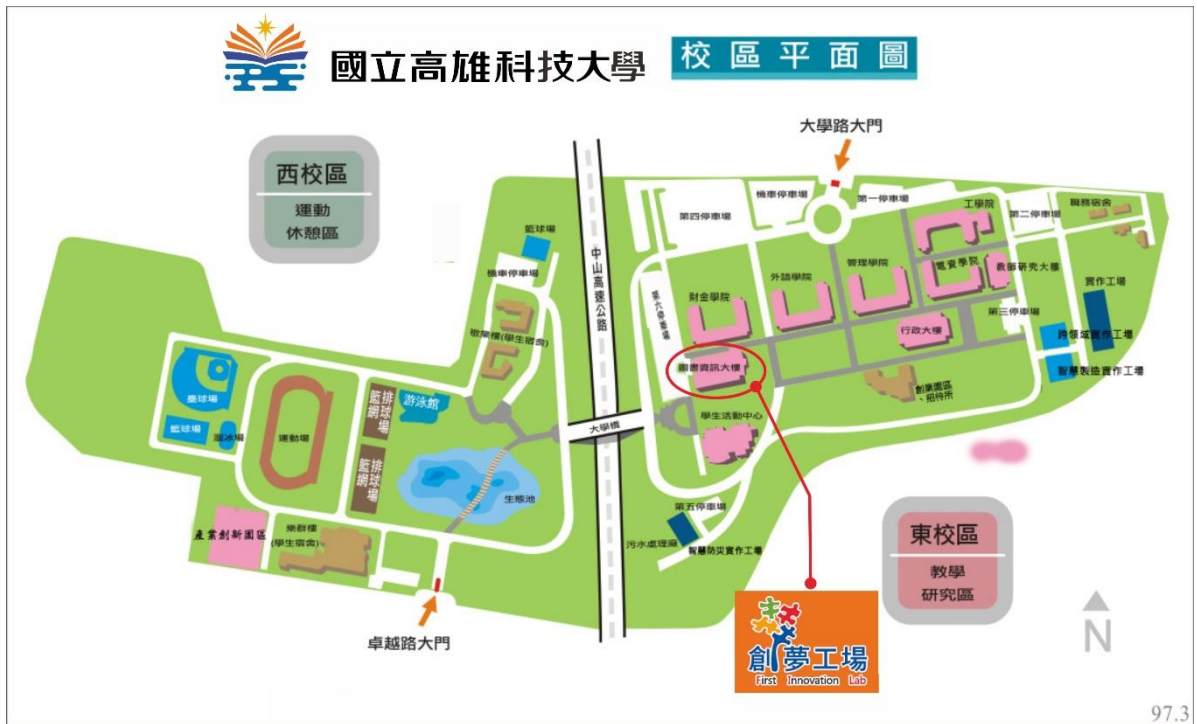 國立高雄科技大學
校區平面圖
大學路大門
西校區
運動
休憩區
籃球場
機車停車場
敬業樓(學生宿舍)
中山高速公路
第四停車場
機車停車場
第一停車場
工學院
第二停車場
職務宿舍
管理學院
電資學院
教師研究大樓
外語學院
財金學院
第六停車場
實作工場
第三停車場
行政大樓
跨領域實作工場
智慧製造實作工場
圖書資訊大樓
創業園區
、招待所
壘球場
籃球場
溜冰場
運動場
排球場
籃網
游泳館
排球場
籃網
大學橋
學生活動中心
生態池
產業創新園區
樂群樓
(學生宿舍)
第五停車場
污水處理廠
智慧防災實作工場
東校區
教學
研究區
卓越路大門
創夢工場
First Innovation Lab
N
97.3